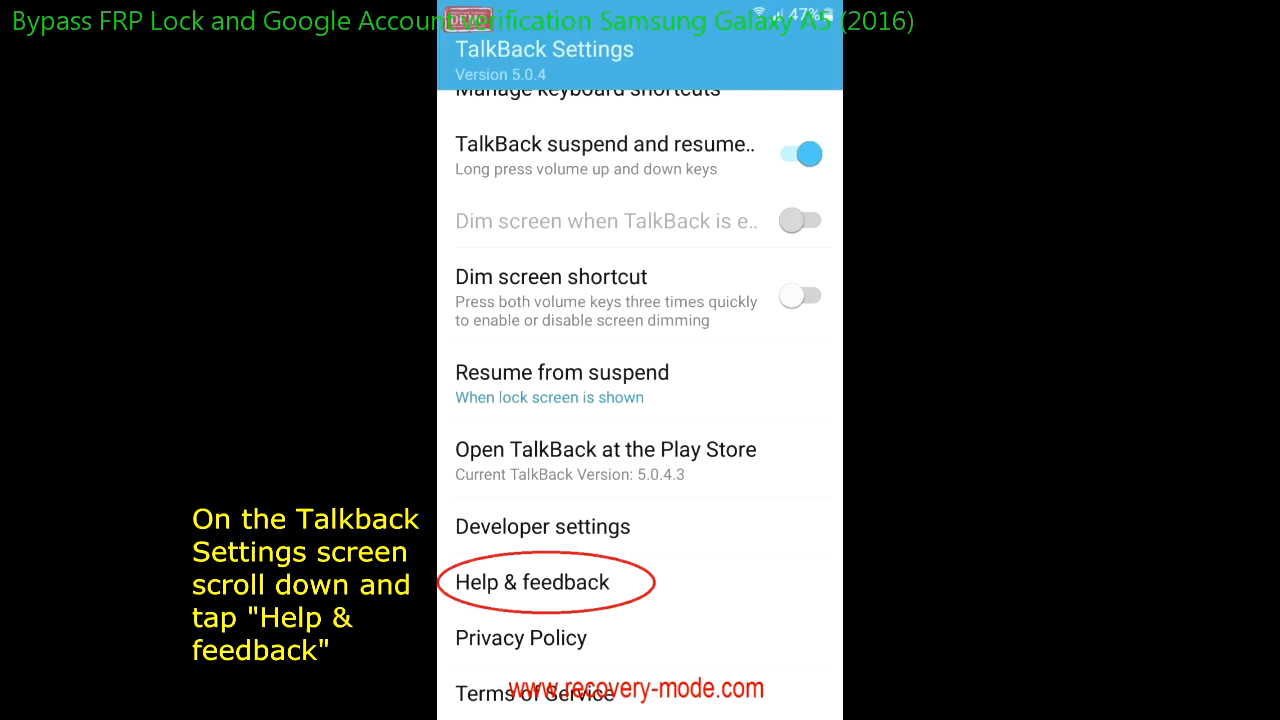 Bypass FRP Lock and Google Account verification Samsung Galaxy A5 (2016)
DEMO
47%
TalkBack Settings
Version 5.0.4
Manage keyboard shortcuts
TalkBack suspend and resume..
Long press volume up and down keys
Dim screen when TalkBack is e..
Dim screen shortcut
Press both volume keys three times quickly
to enable or disable screen dimming
Resume from suspend
When lock screen is shown
Open TalkBack at the Play Store
Current TalkBack Version: 5.0.4.3
Developer settings
Help & feedback
Privacy Policy
Terms of Service
www.recovery-mode.com
On the Talkback
Settings screen
scroll down and
tap "Help &
feedback"